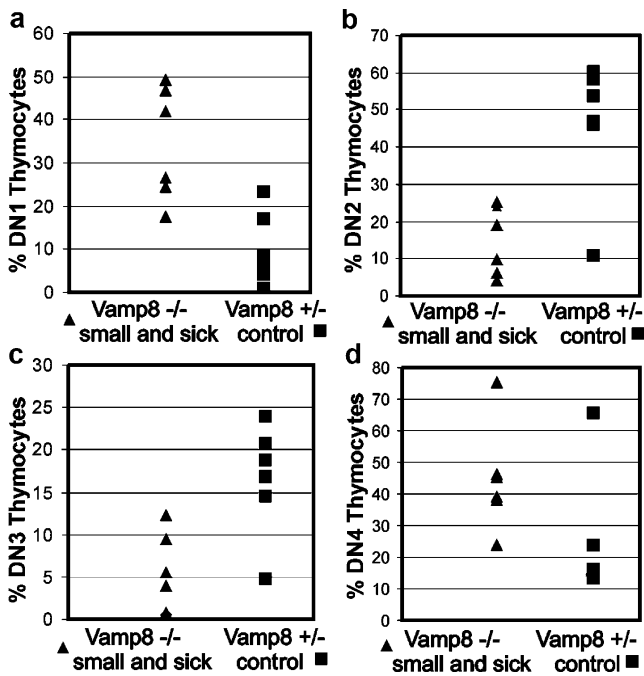 a
60
50
40
30
20
10
0
% DN1 Thymocytes
Vamp8 -/- Vamp8 +/-
small and sick control
b
70
60
50
40
30
20
10
0
% DN2 Thymocytes
Vamp8 -/- Vamp8 +/-
small and sick control
c
30
25
20
15
10
5
0
% DN3 Thymocytes
Vamp8 -/- Vamp8 +/-
small and sick control
d
80
70
60
50
40
30
20
10
0
% DN4 Thymocytes
Vamp8 -/- Vamp8 +/-
small and sick control